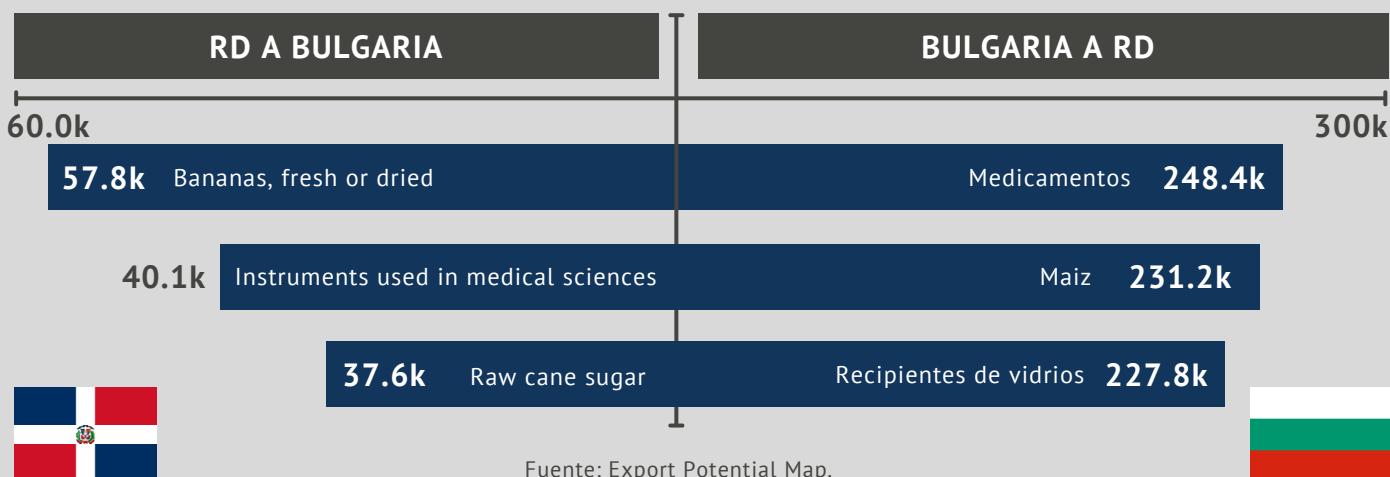 RD A BULGARIA
BULGARIA A RD
60.0k
300k
57.8k Bananas, fresh or dried
Medicamentos 248.4k
40.1k Instruments used in medical sciences
Maiz 231.2k
37.6k Raw cane sugar
Recipientes de vidrios 227.8k
Fuente: Export Potential Map.